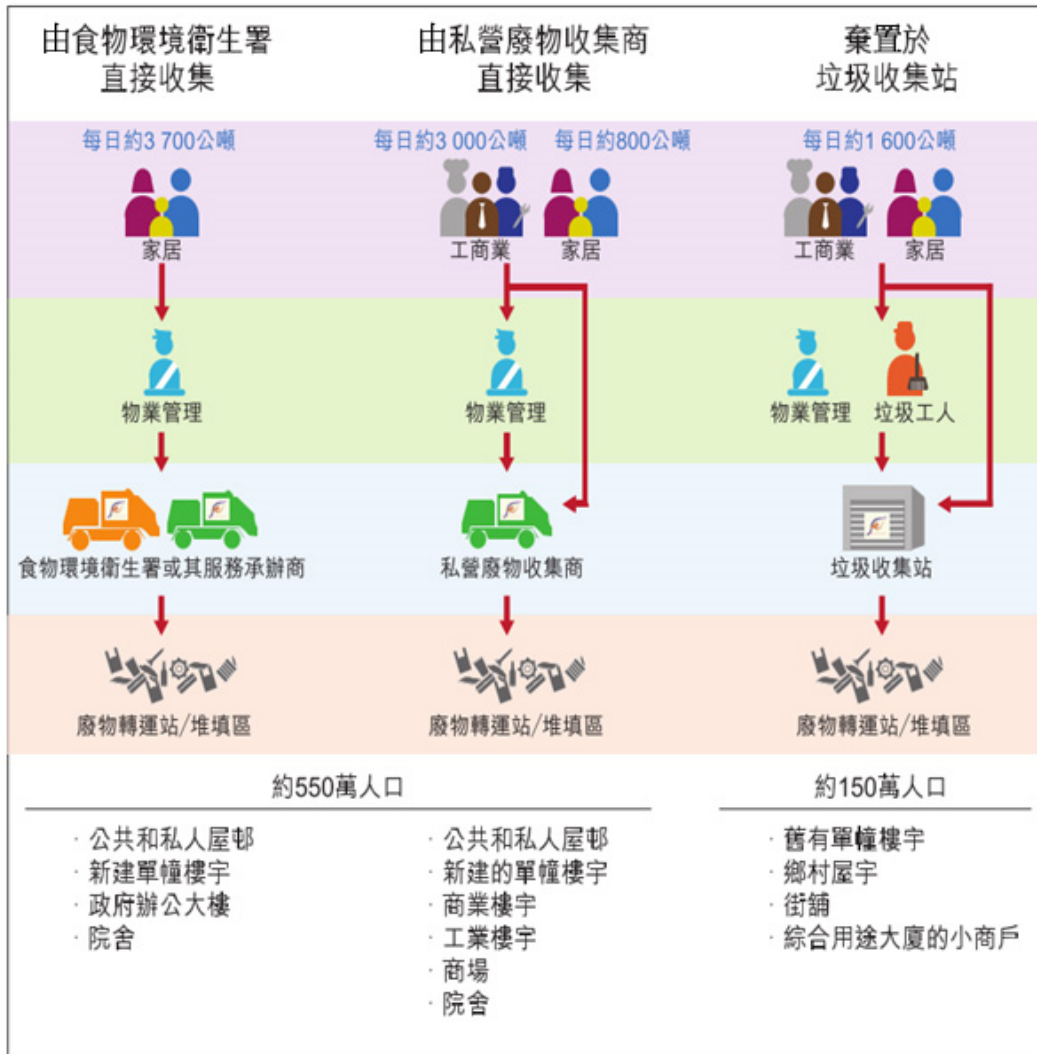 由食物環境衞生署
直接收集
每日約3 700公噸
家居
物業管理
食物環境衞生署或其服務承辦商
廢物轉運站/堆填區
由私營廢物收集商
直接收集
每日約3 000公噸
每日約800公噸
工商業
家居
物業管理
私營廢物收集商
廢物轉運站/堆填區
棄置於
垃圾收集站
每日約1 600公噸
工商業
家居
物業管理
垃圾工人
垃圾收集站
廢物轉運站/堆填區
約550萬人口
· 公共和私人屋邨
· 新建單幢樓宇
· 政府辦公大樓
· 院舍
· 公共和私人屋邨
· 新建的單幢樓宇
· 商業樓宇
· 工業樓宇
· 商場
· 院舍
約150萬人口
· 舊有單幢樓宇
· 鄉村屋宇
· 街舖
· 綜合用途大廈的小商戶